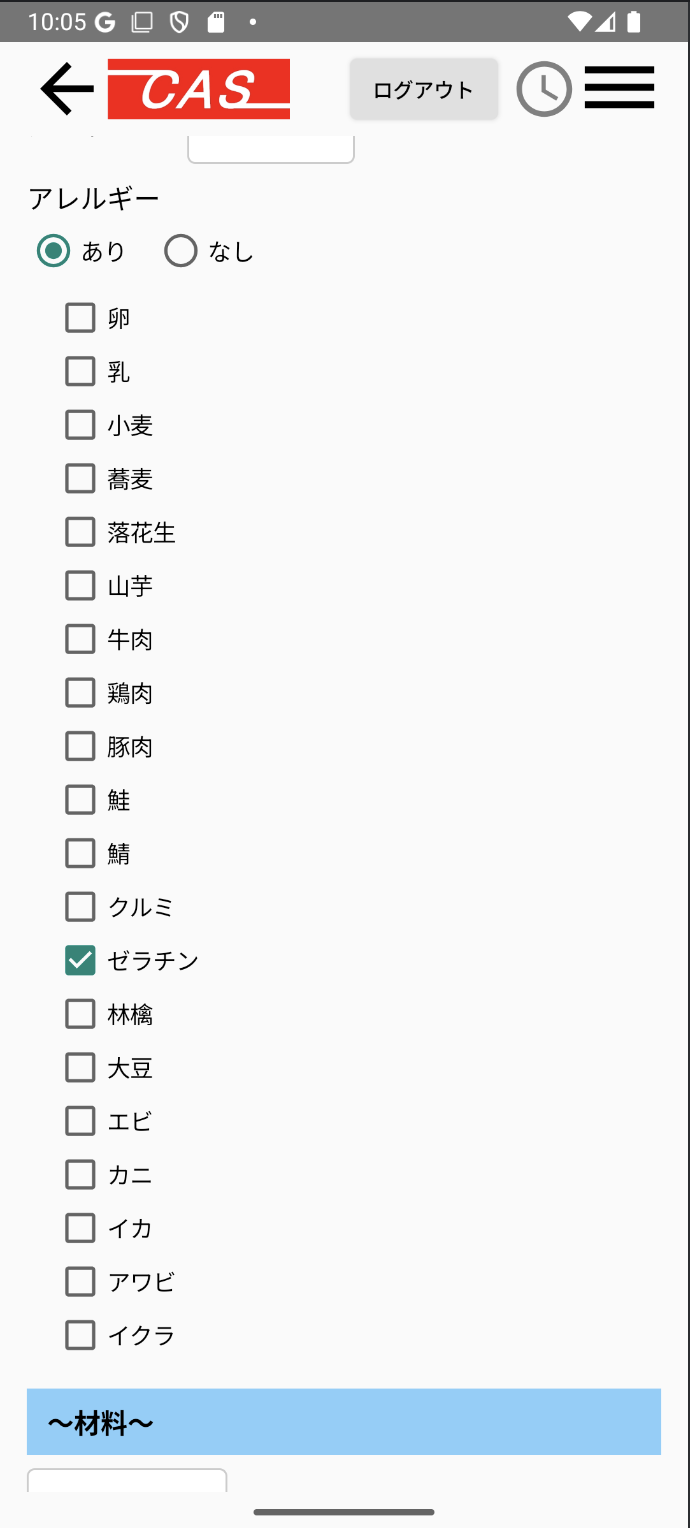 10:05
CAS
ログアウト
アレルギー
あり なし
卵
乳
小麦
蕎麦
落花生
山芋
牛肉
鶏肉
豚肉
鮭
鯖
クルミ
ゼラチン
林檎
大豆
エビ
カニ
イカ
アワビ
イクラ
〜材料〜